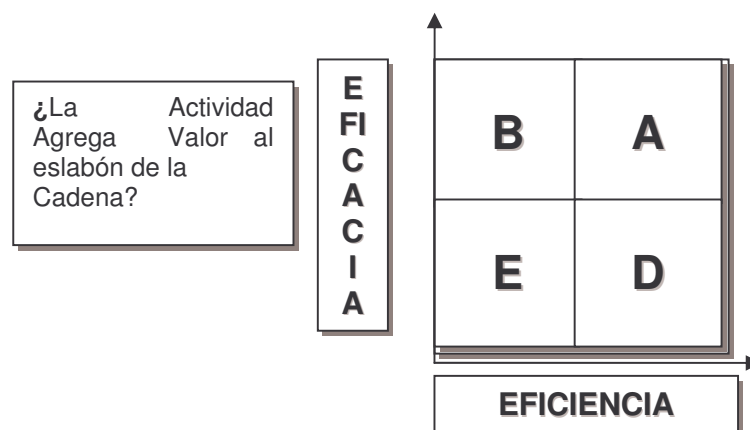 ¿La Actividad
Agrega Valor al
eslabón de la
Cadena?
E
FI
C
A
C
I
A
B A
E D
EFICIENCIA